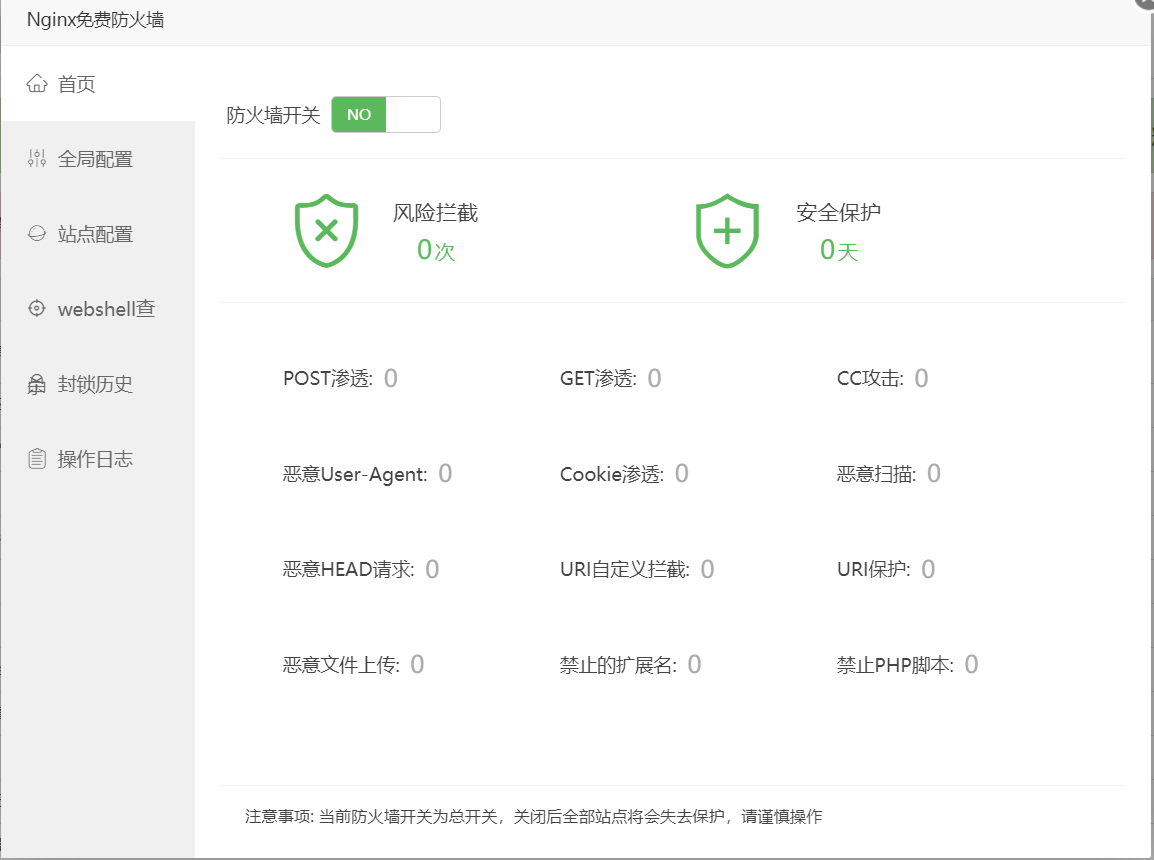 Nginx免费防火墙
首页
全局配置
站点配置
webshell查
封锁历史
操作日志
防火墙开关 NO
风险拦截
0次
安全保护
0天
POST渗透: 0 GET渗透: 0 CC攻击: 0
恶意User-Agent: 0 Cookie渗透: 0 恶意扫描: 0
恶意HEAD请求: 0 URI自定义拦截: 0 URI保护: 0
恶意文件上传: 0 禁止的扩展名: 0 禁止PHP脚本: 0
注意事项: 当前防火墙开关为总开关，关闭后全部站点将会失去保护，请谨慎操作